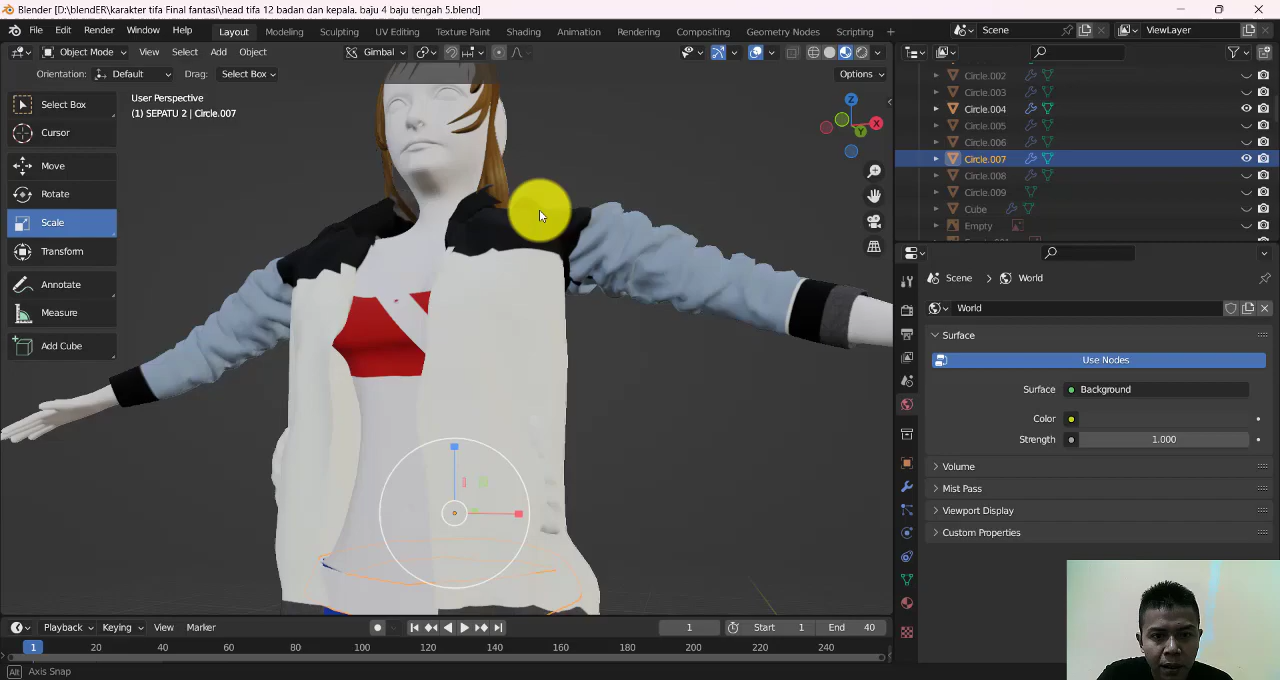 Blender [D:\blendER\karakter tifa Final fantasi\head tifa 12 badan dan kepala. baju 4 baju tengah 5.blend]
File Edit Render Window Help Layout Modeling Sculpting UV Editing Texture Paint Shading Animation Rendering Compositing Geometry Nodes Scripting + Scene ViewLayer
Object Mode View Select Add Object Gimbal
Orientation: Default Drag: Select Box Options
User Perspective
(1) SEPATU 2 | Circle.007
Select Box
Cursor
Move
Rotate
Scale
Transform
Annotate
Measure
Add Cube
Z
X
Y
Circle.002
Circle.003
Circle.004
Circle.005
Circle.006
Circle.007
Circle.008
Circle.009
Cube
Empty
Scene World
World
Surface
Use Nodes
Surface Background
Color
Strength 1.000
Volume
Mist Pass
Viewport Display
Custom Properties
Playback Keying View Marker 1 Start 1 End 40
1 20 40 60 80 100 120 140 160 180 200 220 240
Alt Axis Snap